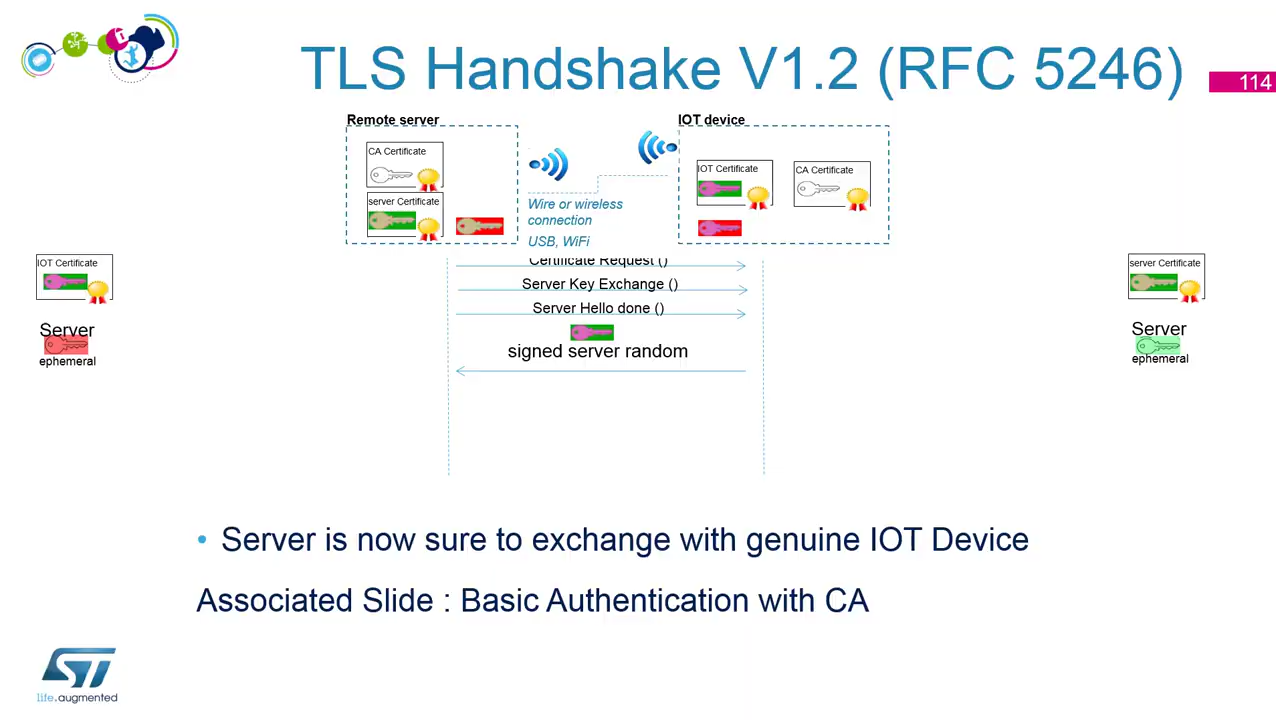 TLS Handshake V1.2 (RFC 5246)
114
Remote server
IOT device
CA Certificate
server Certificate
IOT Certificate
CA Certificate
Wire or wireless
connection
USB, WiFi
IOT Certificate
Server
ephemeral
Certificate Request ()
Server Key Exchange ()
Server Hello done ()
signed server random
server Certificate
Server
ephemeral
• Server is now sure to exchange with genuine IOT Device
Associated Slide : Basic Authentication with CA
ST
life.augmented